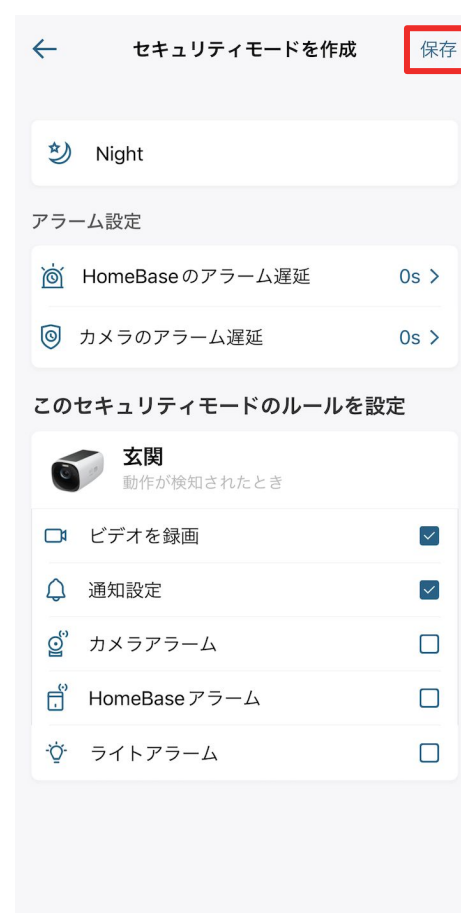 セキュリティモードを作成 保存
Night
アラーム設定
HomeBaseのアラーム遅延 0s
カメラのアラーム遅延 0s
このセキュリティモードのルールを設定
玄関
動作が検知されたとき
ビデオを録画
通知設定
カメラアラーム
HomeBaseアラーム
ライトアラーム